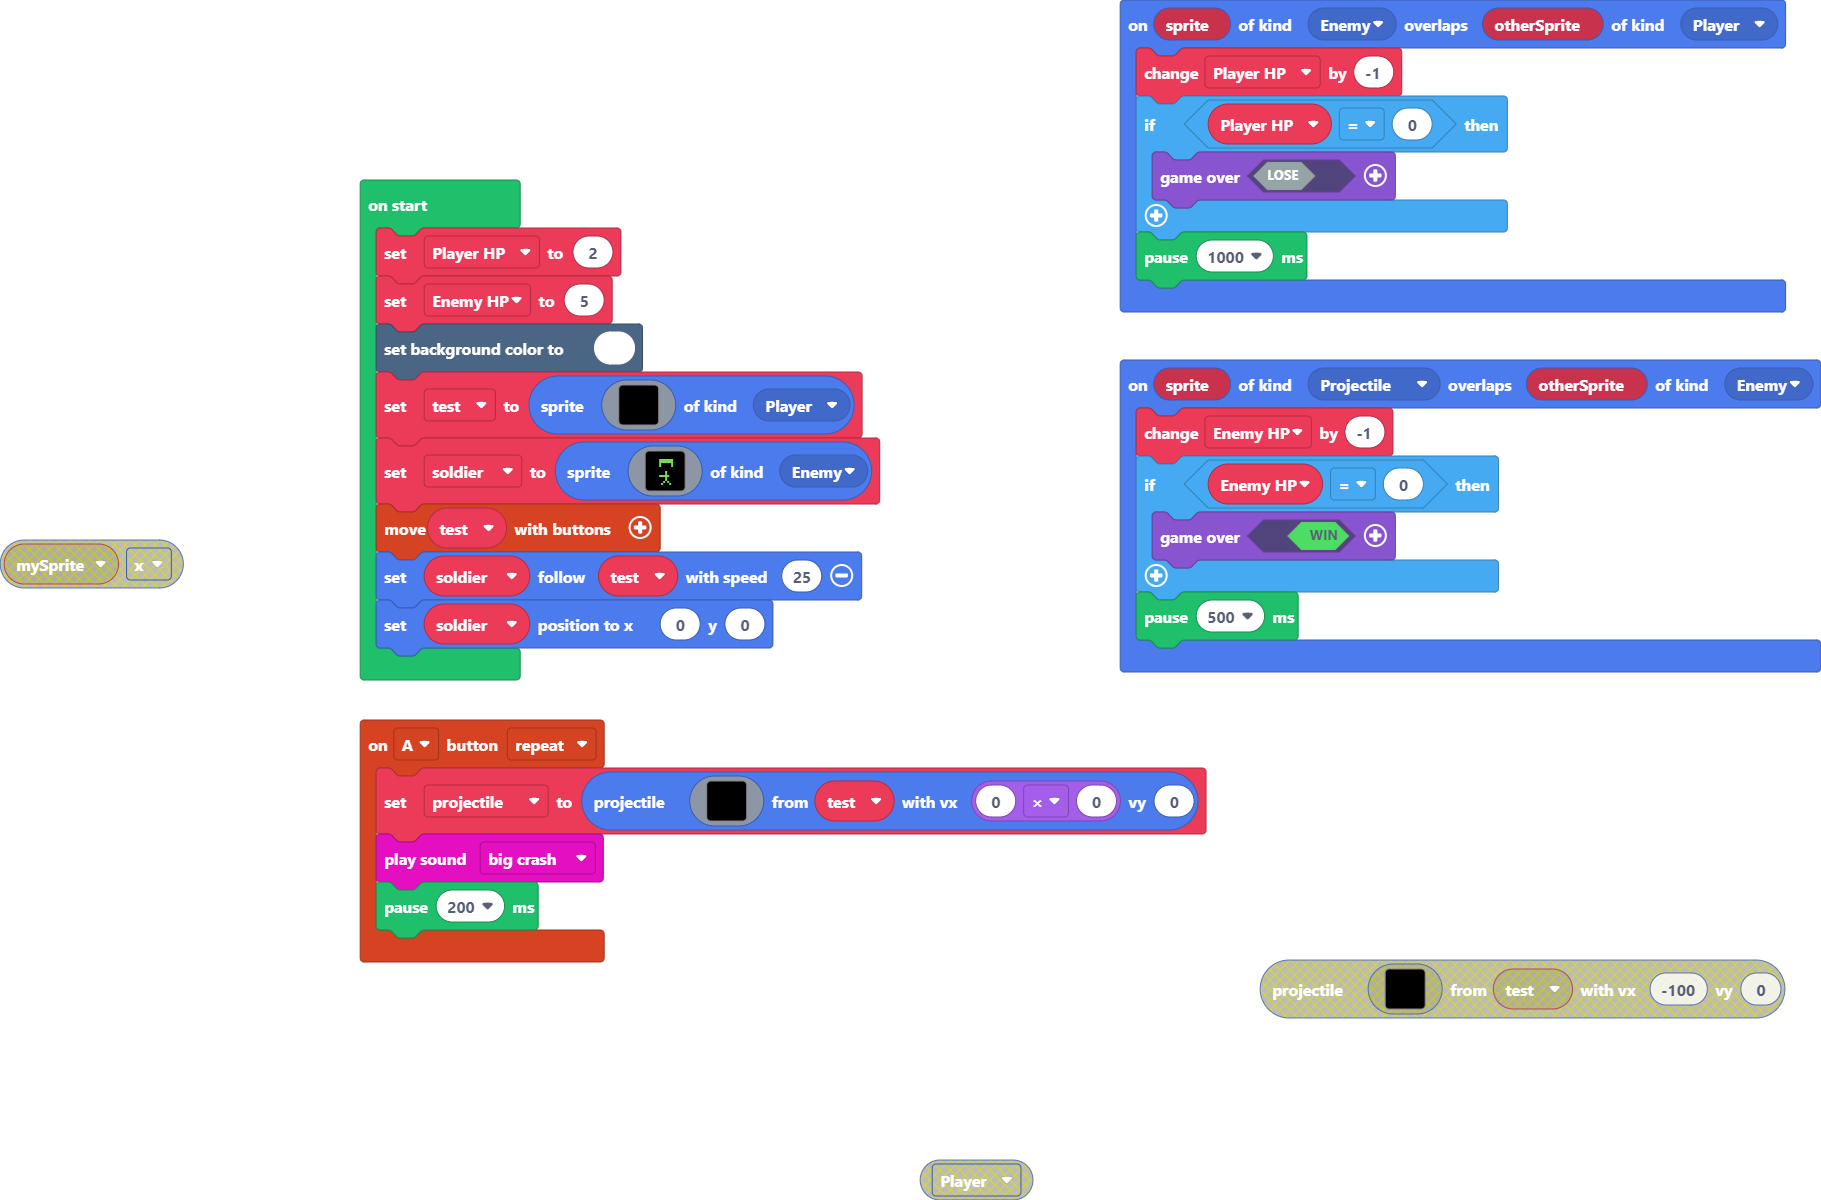 on sprite of kind Enemy overlaps otherSprite of kind Player
change Player HP by -1
if Player HP = 0 then
game over LOSE
pause 1000 ms
on start
set Player HP to 2
set Enemy HP to 5
set background color to
set test to sprite of kind Player
set soldier to sprite of kind Enemy
move test with buttons
set soldier follow test with speed 25
set soldier position to x 0 y 0
on sprite of kind Projectile overlaps otherSprite of kind Enemy
change Enemy HP by -1
if Enemy HP = 0 then
game over WIN
pause 500 ms
mySprite x
on A button repeat
set projectile to projectile from test with vx 0 × 0 vy 0
play sound big crash
pause 200 ms
projectile from test with vx -100 vy 0
Player